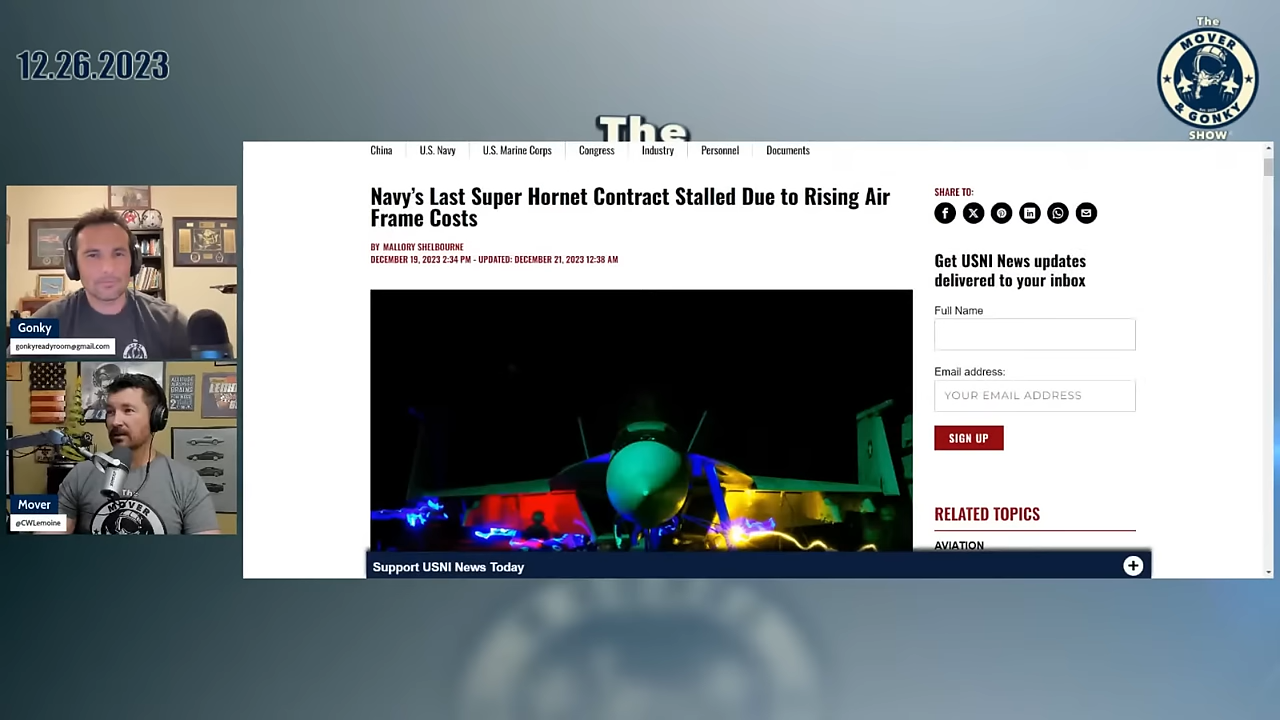 12.26.2023
The
MOVER
& GONKY
SHOW
The
China
U.S. Navy
U.S. Marine Corps
Congress
Industry
Personnel
Documents
Navy's Last Super Hornet Contract Stalled Due to Rising Air
Frame Costs
BY MALLORY SHELBOURNE
DECEMBER 19, 2023 2:34 PM - UPDATED: DECEMBER 21, 2023 12:38 AM
SHARE TO:
Get USNI News updates
delivered to your inbox
Full Name
Email address:
YOUR EMAIL ADDRESS
SIGN UP
RELATED TOPICS
AVIATION
Support USNI News Today
Gonky
gonkyreadyroom@gmail.com
Mover
@CWLemoine
The
MOVER